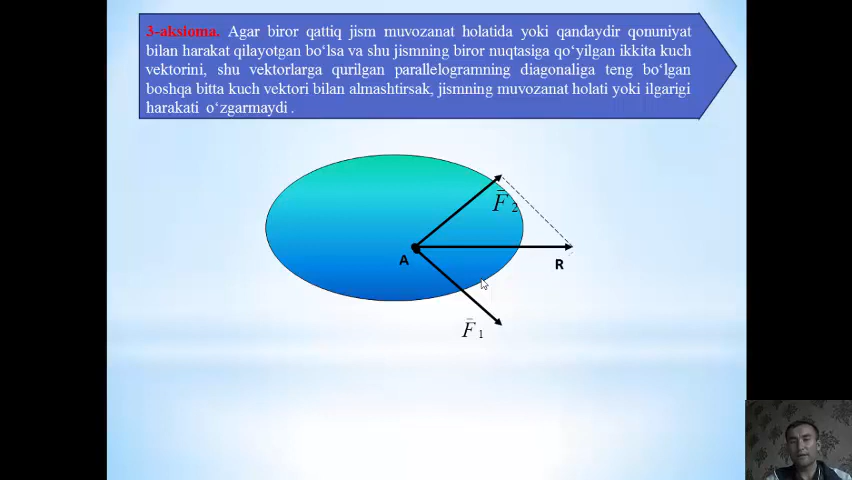 3-aksioma. Agar biror qattiq jism muvozanat holatida yoki qandaydir qonuniyat
bilan harakat qilayotgan bo‘lsa va shu jismning biror nuqtasiga qo‘yilgan ikkita kuch
vektorini, shu vektorlarga qurilgan parallelogramning diagonaliga teng bo‘lgan
boshqa bitta kuch vektori bilan almashtirsak, jismning muvozanat holati yoki ilgarigi
harakati o‘zgarmaydi .
F̅ 2
A
R
F̅ 1